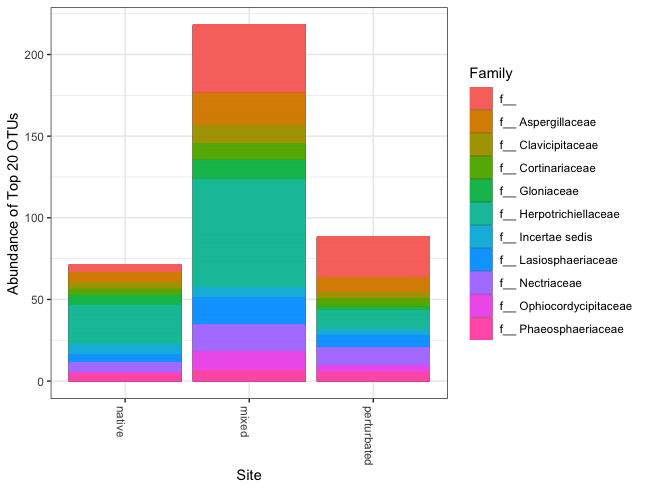 Abundance of Top 20 OTUs
200
150
100
50
0
native
mixed
perturbated
Site
Family
f__
f__ Aspergillaceae
f__ Clavicipitaceae
f__ Cortinariaceae
f__ Gloniaceae
f__ Herpotrichiellaceae
f__ Incertae sedis
f__ Lasiosphaeriaceae
f__ Nectriaceae
f__ Ophiocordycipitaceae
f__ Phaeosphaeriaceae